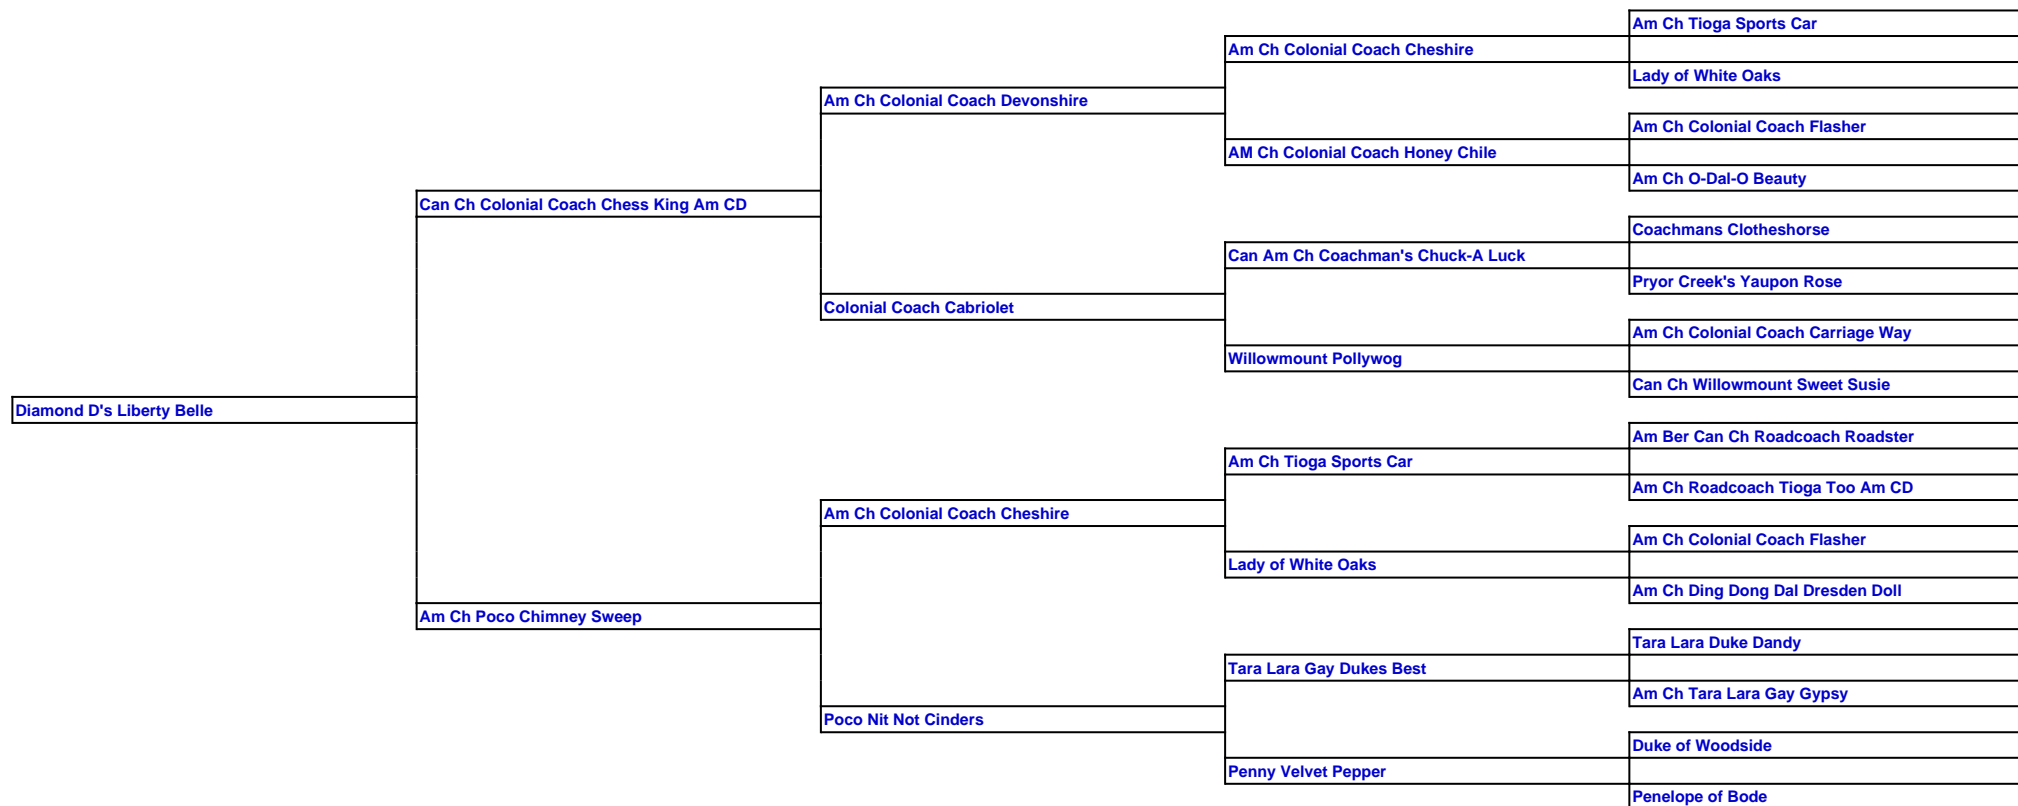 Am Ch Tioga Sports Car
Am Ch Colonial Coach Cheshire
Lady of White Oaks
Am Ch Colonial Coach Devonshire
Am Ch Colonial Coach Flasher
AM Ch Colonial Coach Honey Chile
Am Ch O-Dal-O Beauty
Can Ch Colonial Coach Chess King Am CD
Coachmans Clotheshorse
Can Am Ch Coachman's Chuck-A Luck
Pryor Creek's Yaupon Rose
Colonial Coach Cabriolet
Am Ch Colonial Coach Carriage Way
Willowmount Pollywog
Can Ch Willowmount Sweet Susie
Diamond D's Liberty Belle
Am Ber Can Ch Roadcoach Roadster
Am Ch Tioga Sports Car
Am Ch Roadcoach Tioga Too Am CD
Am Ch Colonial Coach Cheshire
Am Ch Colonial Coach Flasher
Lady of White Oaks
Am Ch Ding Dong Dal Dresden Doll
Am Ch Poco Chimney Sweep
Tara Lara Duke Dandy
Tara Lara Gay Dukes Best
Am Ch Tara Lara Gay Gypsy
Poco Nit Not Cinders
Duke of Woodside
Penny Velvet Pepper
Penelope of Bode